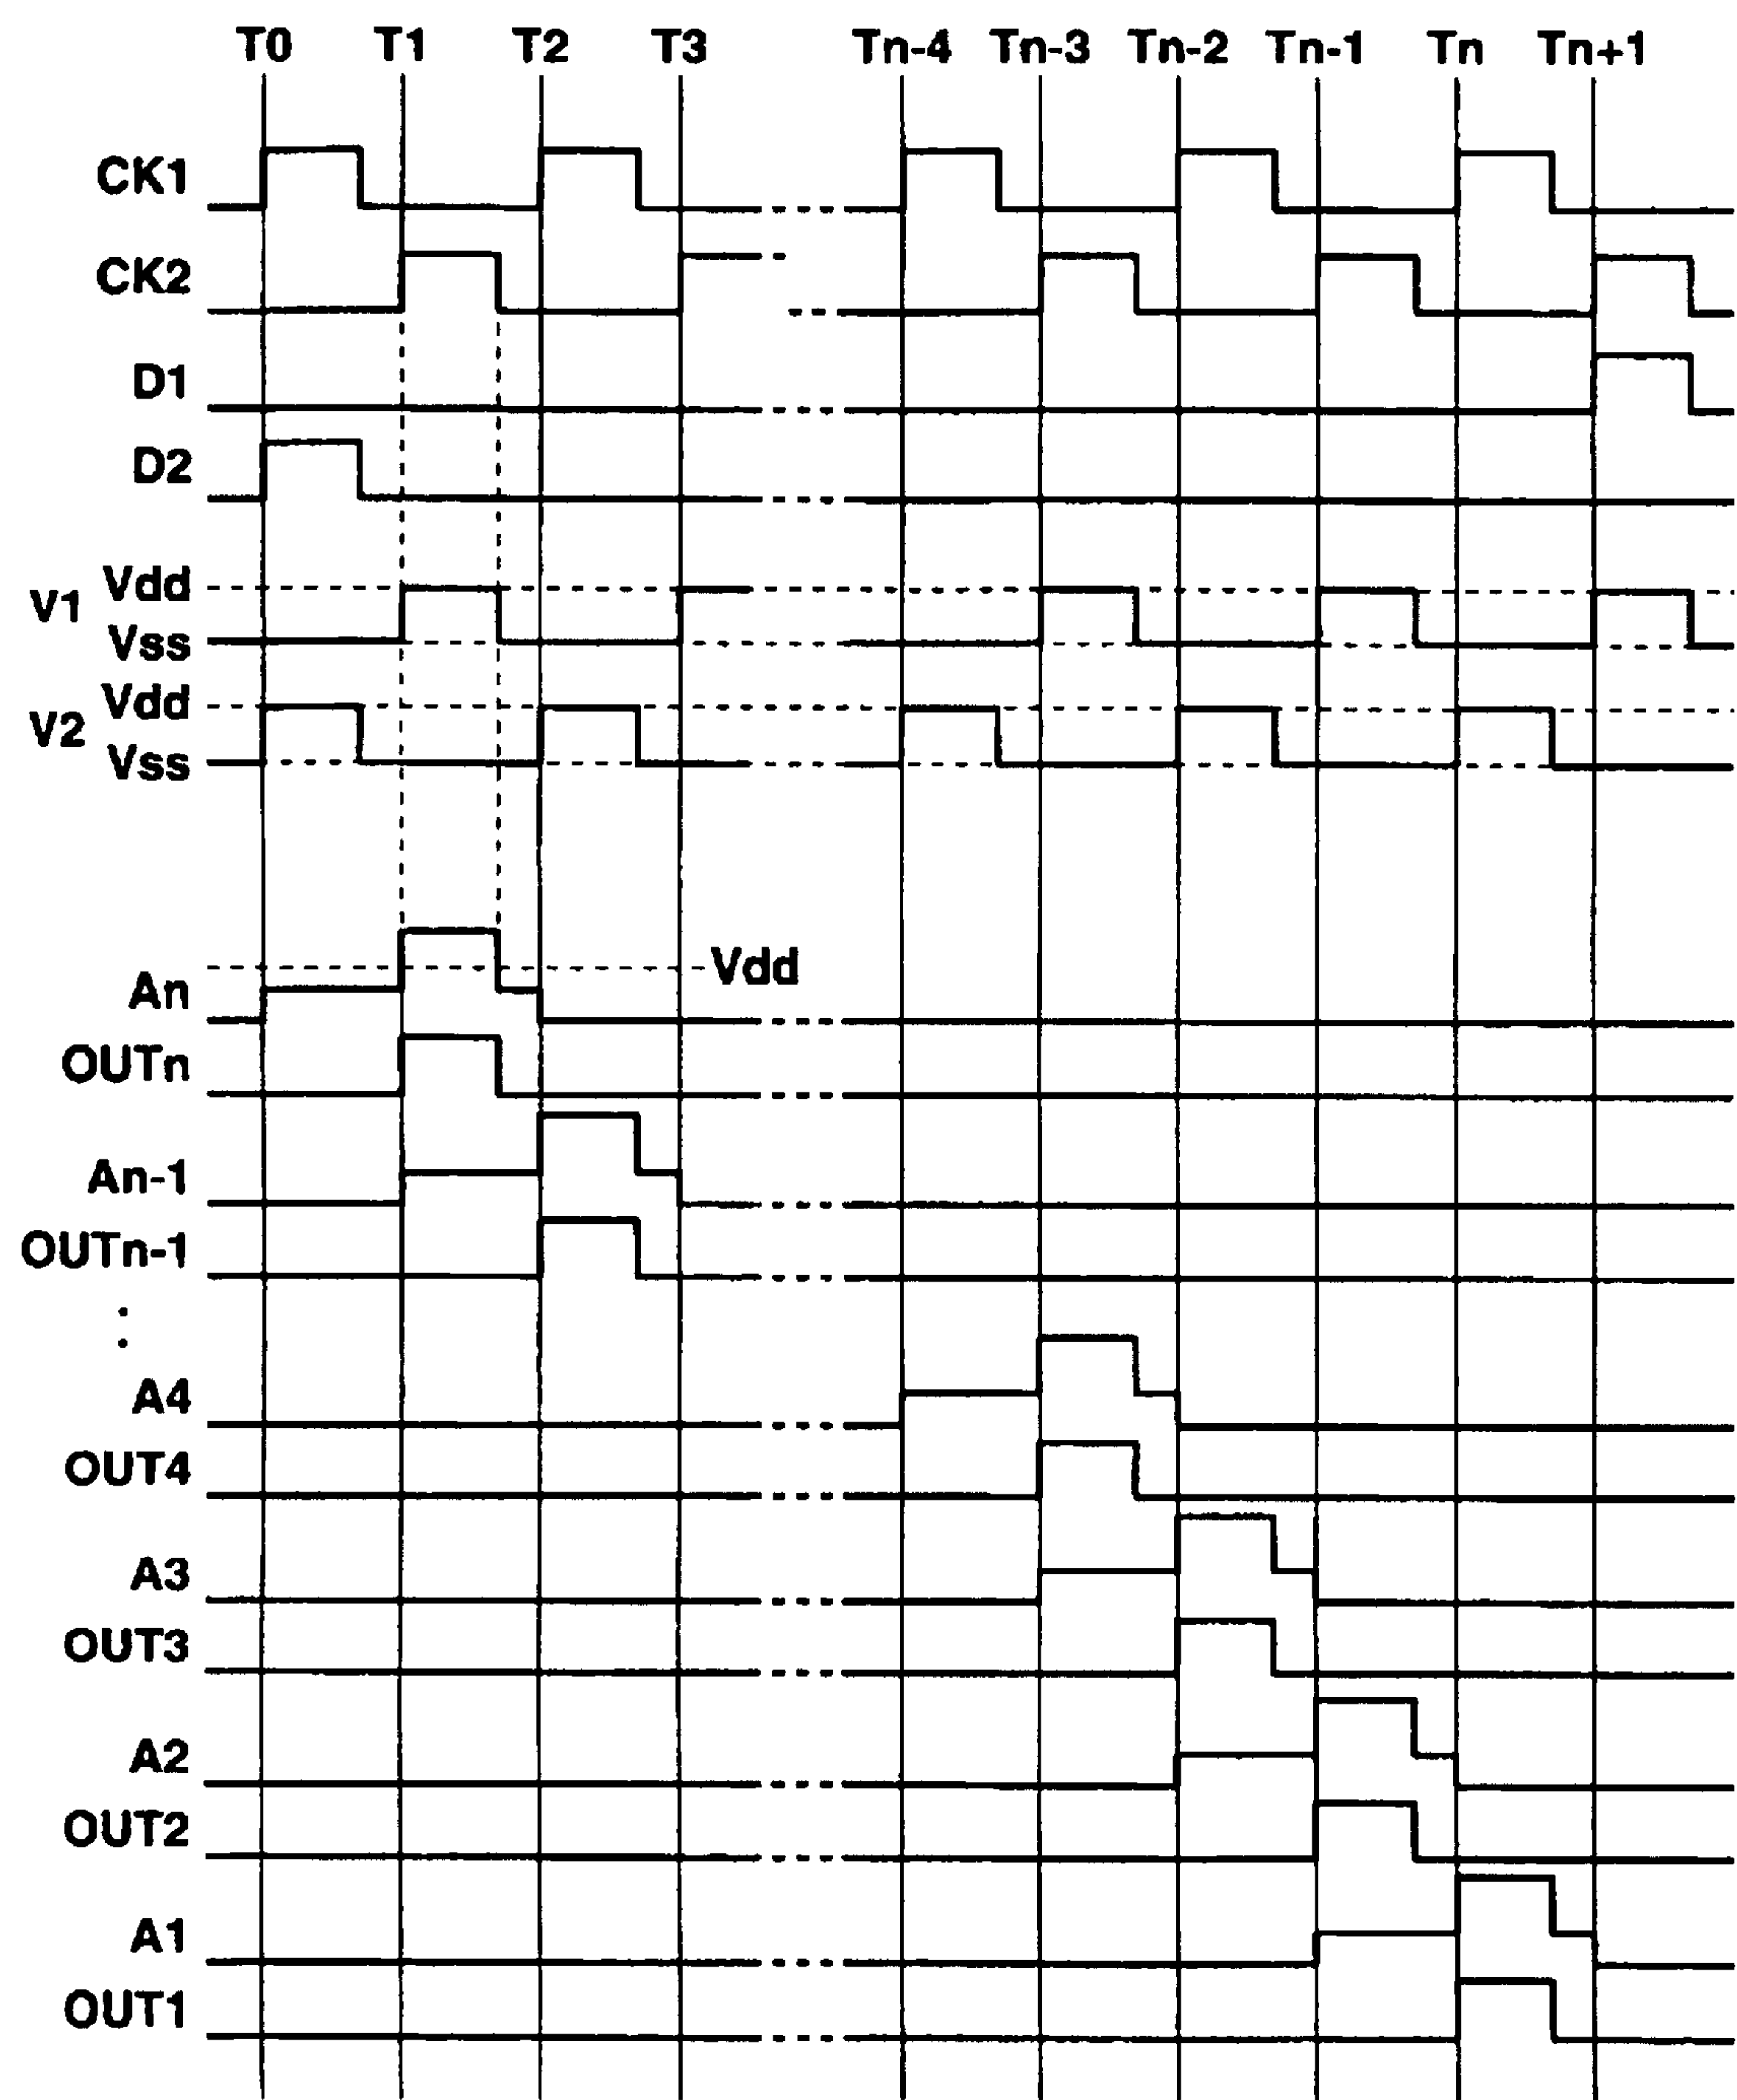 T0 T1 T2 T3 Tn-4 Tn-3 Tn-2 Tn-1 Tn Tn+1
CK1
CK2
D1
D2
V1 Vdd
Vss
V2 Vdd
Vss
Vdd
An
OUTn
An-1
OUTn-1
:
A4
OUT4
A3
OUT3
A2
OUT2
A1
OUT1